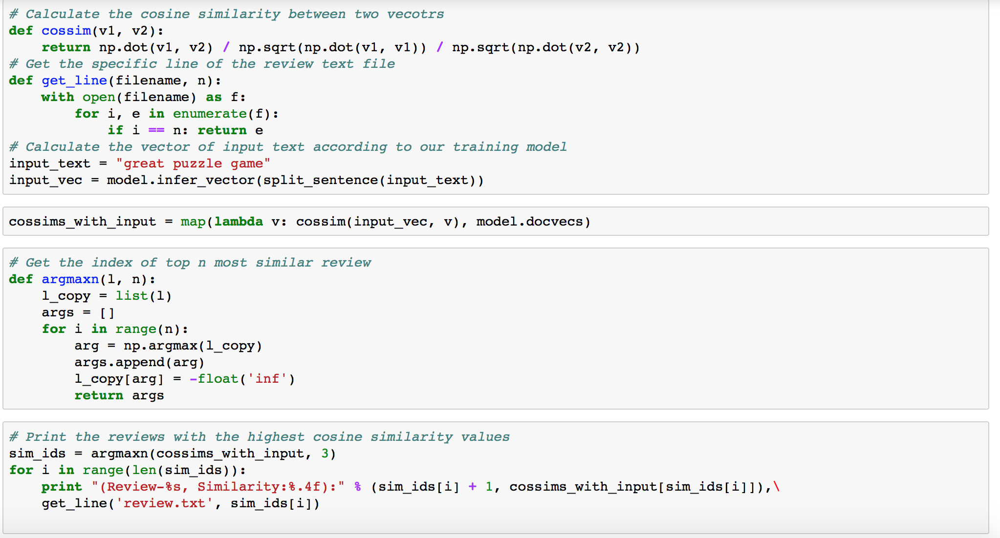 # Calculate the cosine similarity between two vecotrs
def cossim(v1, v2):
    return np.dot(v1, v2) / np.sqrt(np.dot(v1, v1)) / np.sqrt(np.dot(v2, v2))
# Get the specific line of the review text file
def get_line(filename, n):
    with open(filename) as f:
        for i, e in enumerate(f):
            if i == n: return e
# Calculate the vector of input text according to our training model
input_text = "great puzzle game"
input_vec = model.infer_vector(split_sentence(input_text))
cossims_with_input = map(lambda v: cossim(input_vec, v), model.docvecs)
# Get the index of top n most similar review
def argmaxn(l, n):
    l_copy = list(l)
    args = []
    for i in range(n):
        arg = np.argmax(l_copy)
        args.append(arg)
        l_copy[arg] = -float('inf')
        return args
# Print the reviews with the highest cosine similarity values
sim_ids = argmaxn(cossims_with_input, 3)
for i in range(len(sim_ids)):
    print "(Review-%s, Similarity:%.4f):" % (sim_ids[i] + 1, cossims_with_input[sim_ids[i]]),\
    get_line('review.txt', sim_ids[i])